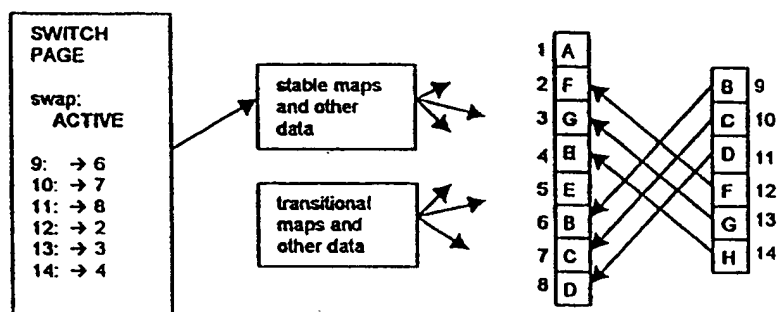 SWITCH
PAGE
swap:
ACTIVE
9: → 6
10: → 7
11: → 8
12: → 2
13: → 3
14: → 4
stable maps
and other
data
transitional
maps and
other data
1 A
2 F
3 G
4
5 E
6 B
7 C
8 D
B 9
C 10
D 11
F 12
G 13
H 14